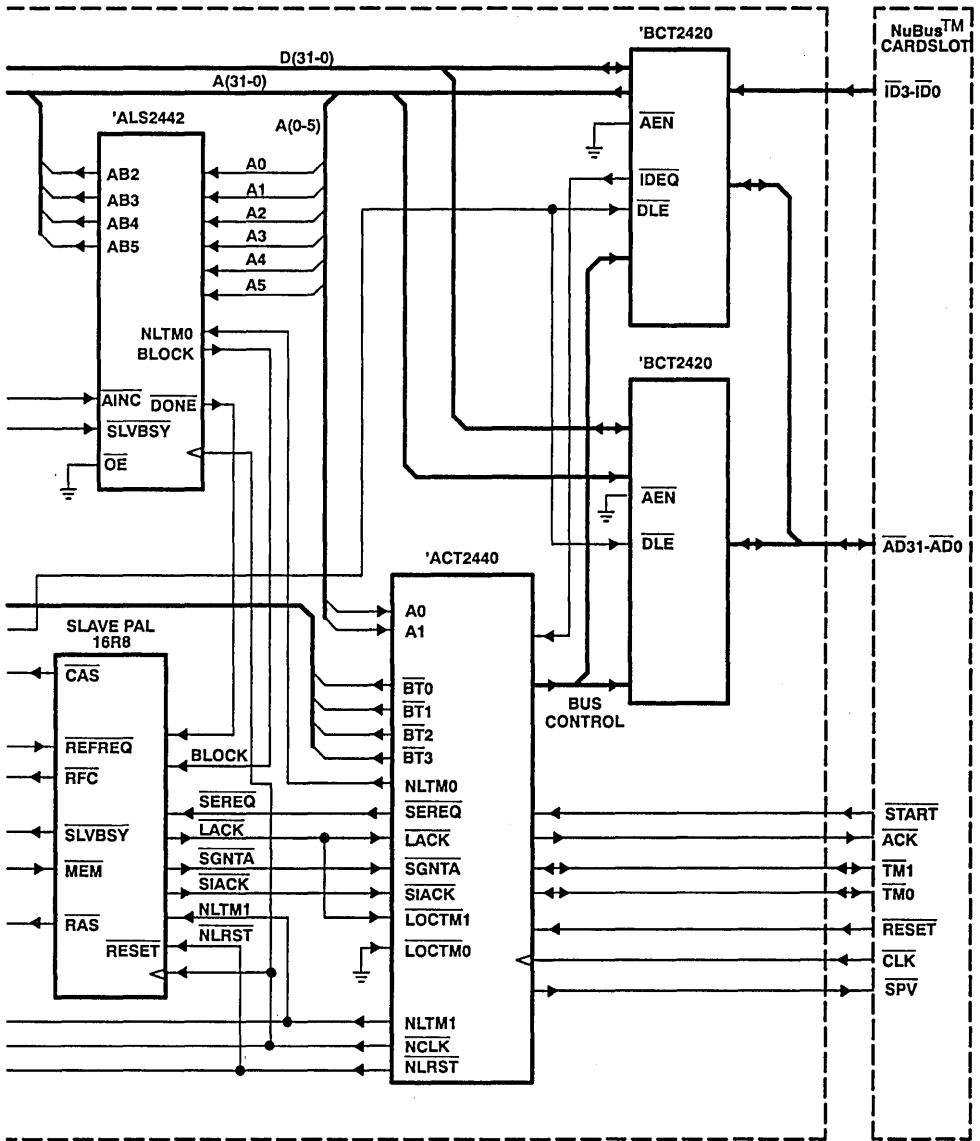 'BCT2420
NuBus™
CARDSLOT
D(31-0)
A(31-0)
ID3-ID0
A(0-5)
AEN
'ALS2442
IDEQ
DLE
AB2
AB3
AB4
AB5
A0
A1
A2
A3
A4
A5
NLTM0
BLOCK
AINC
DONE
SLVBSY
OE
'BCT2420
AEN
DLE
AD31-AD0
'ACT2440
A0
A1
SLAVE PAL
16R8
CAS
BT0
BT1
BT2
BT3
BUS
CONTROL
REFREQ
RFC
BLOCK
NLTM0
SEREQ
SEREQ
START
SLVBSY
LACK
LACK
ACK
MEM
SGNTA
SGNTA
TM1
SIACK
SIACK
TM0
RAS
NLTM1
LOCTM1
RESET
RESET
NLRST
LOCTM0
CLK
SPV
NLTM1
NCLK
NLRST